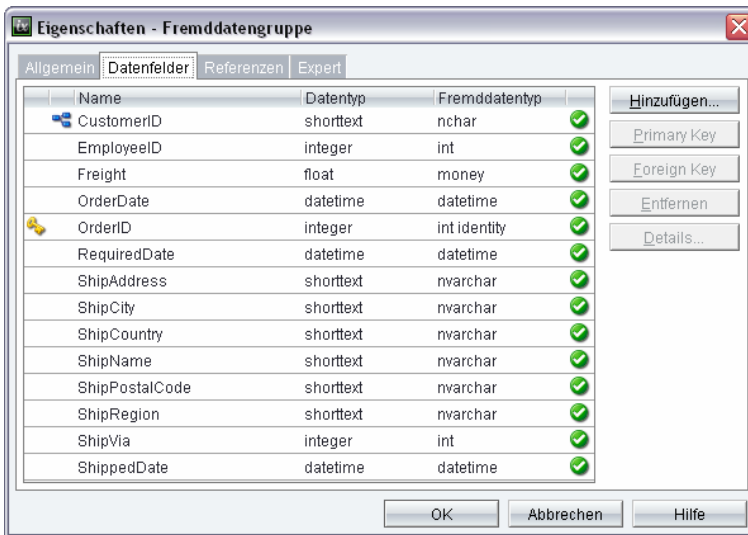 Eigenschaften - Fremddatengruppe
Allgemein Datenfelder Referenzen Expert
Name Datentyp Fremddatentyp
CustomerID shorttext nchar
EmployeeID integer int
Freight float money
OrderDate datetime datetime
OrderID integer int identity
RequiredDate datetime datetime
ShipAddress shorttext nvarchar
ShipCity shorttext nvarchar
ShipCountry shorttext nvarchar
ShipName shorttext nvarchar
ShipPostalCode shorttext nvarchar
ShipRegion shorttext nvarchar
ShipVia integer int
ShippedDate datetime datetime
Hinzufügen...
Primary Key
Foreign Key
Entfernen
Details...
OK Abbrechen Hilfe